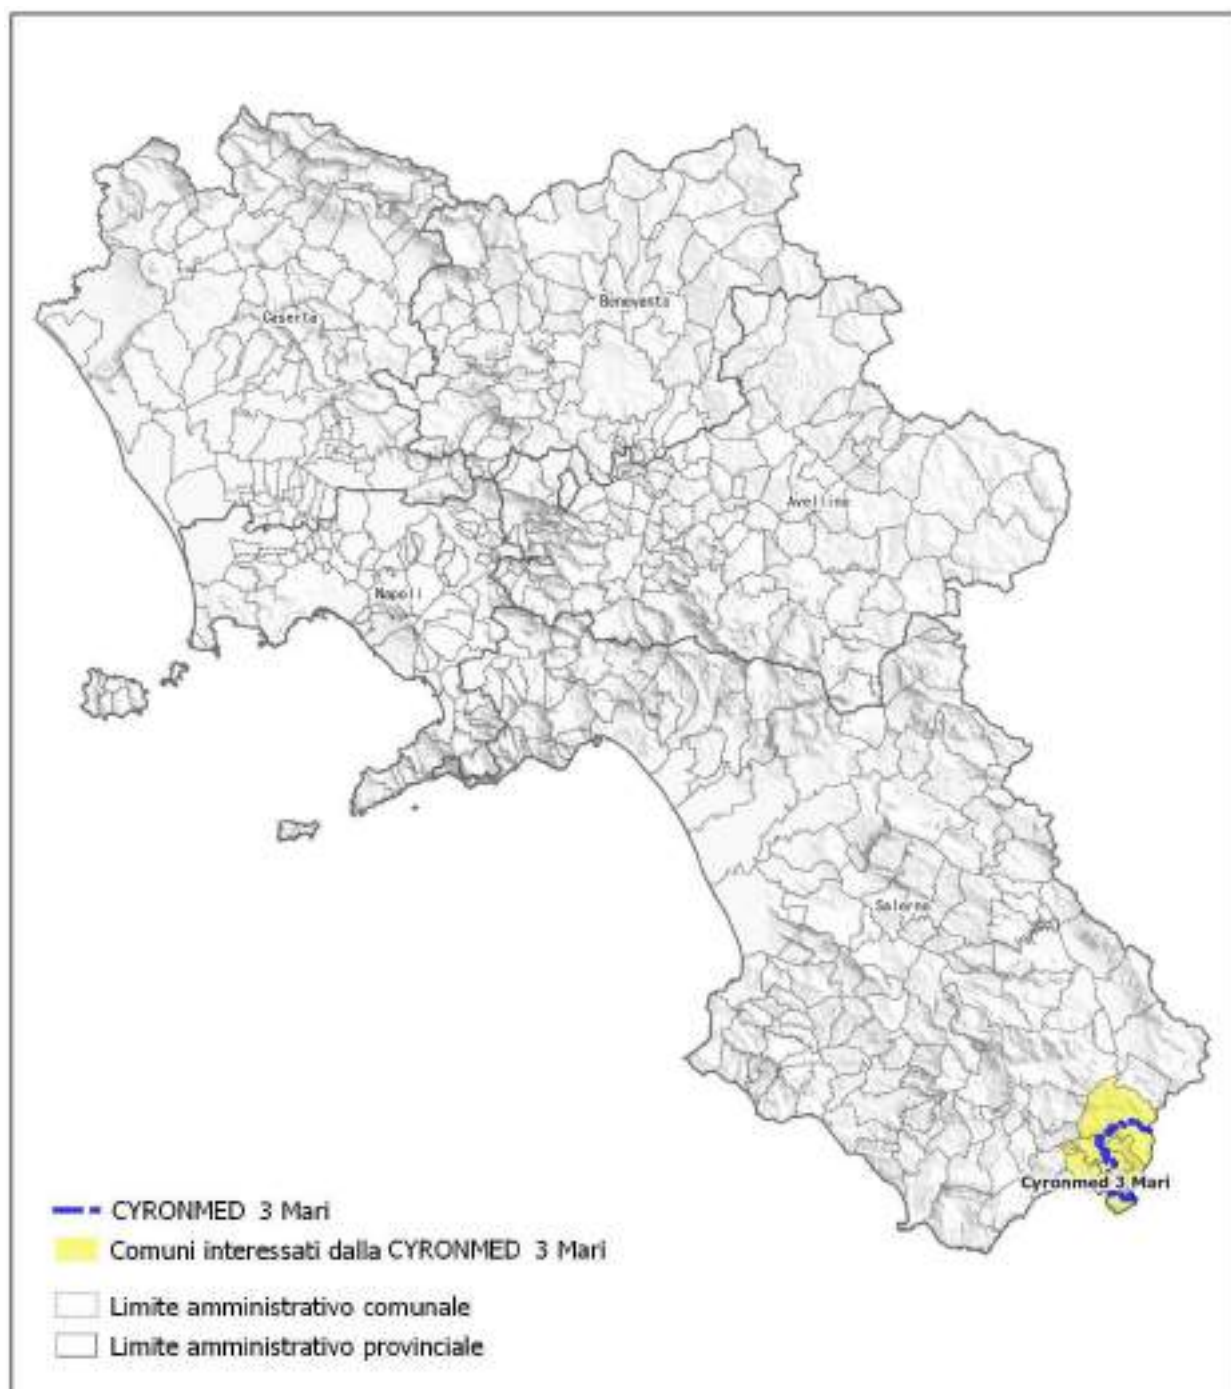 Caserta
Benevento
Avellino
Napoli
Salerno
Cyronmed 3 Mari
CYRONMED 3 Mari
Comuni interessati dalla CYRONMED 3 Mari
Limite amministrativo comunale
Limite amministrativo provinciale